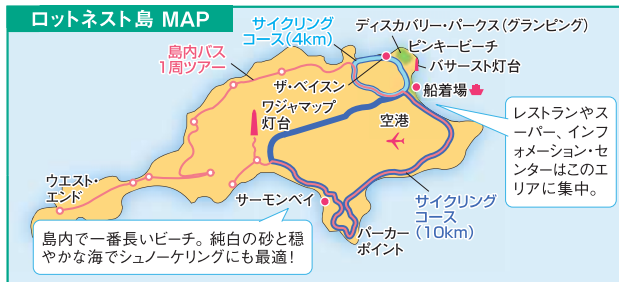 ロットネスト島 MAP
サイクリング
コース(4km)
ディスカバリー・パークス(グランピング)
ピンキービーチ
バサースト灯台
島内バス
1周ツアー
ザ・ベイスン
船着場
ワジャマップ
灯台
空港
レストランやス
ーパー、インフ
ォメーション・セ
ンターはこのエ
リアに集中。
ウエスト・
エンド
サーモンベイ
サイクリング
コース
(10km)
パーカー
ポイント
島内で一番長いビーチ。純白の砂と穏
やかな海でシュノーケリングにも最適!